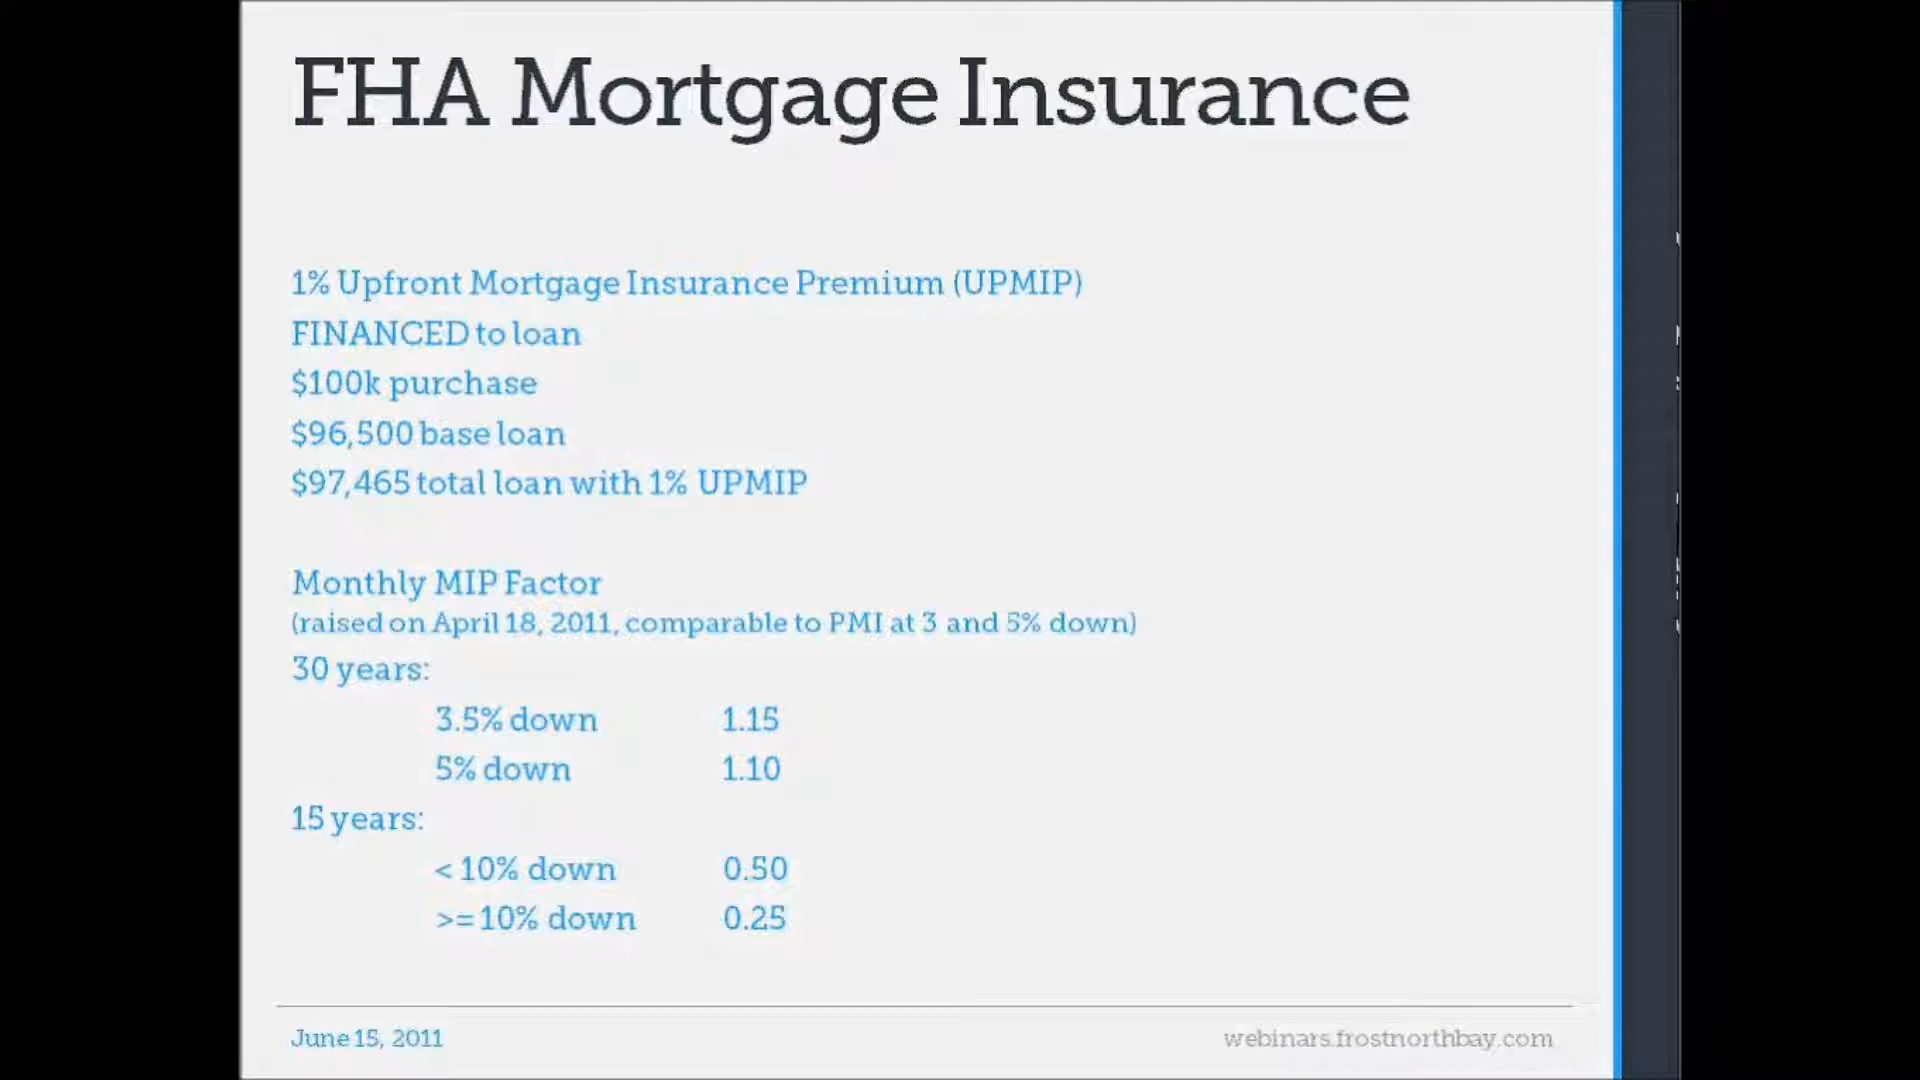 FHA Mortgage Insurance
1% Upfront Mortgage Insurance Premium (UPMIP)
FINANCED to loan
$100k purchase
$96,500 base loan
$97,465 total loan with 1% UPMIP
Monthly MIP Factor
(raised on April 18, 2011, comparable to PMI at 3 and 5% down)
30 years:
3.5% down 1.15
5% down 1.10
15 years:
< 10% down 0.50
>= 10% down 0.25
June 15, 2011 webinars.frostnorthbay.com